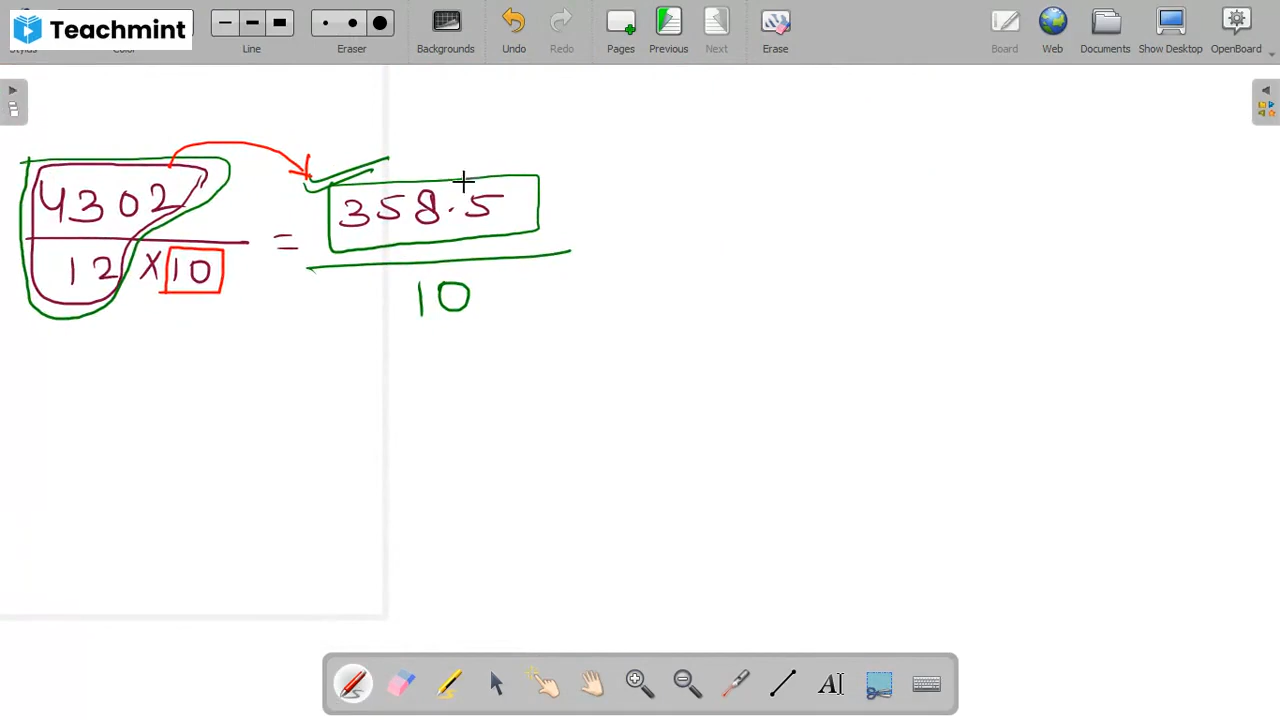 Teachmint
Line
Eraser
Backgrounds
Undo
Redo
Pages
Previous
Next
Erase
Board
Web
Documents
Show Desktop
OpenBoard
4302
12 × 10
=
358.5
10